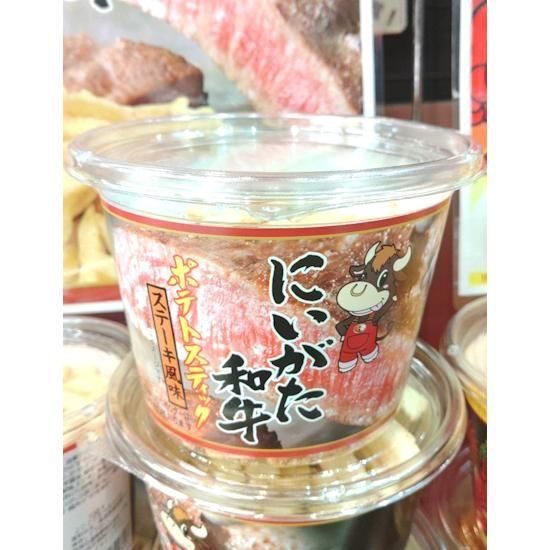 にいがた
和牛
ポテトスティック
ステーキ風味